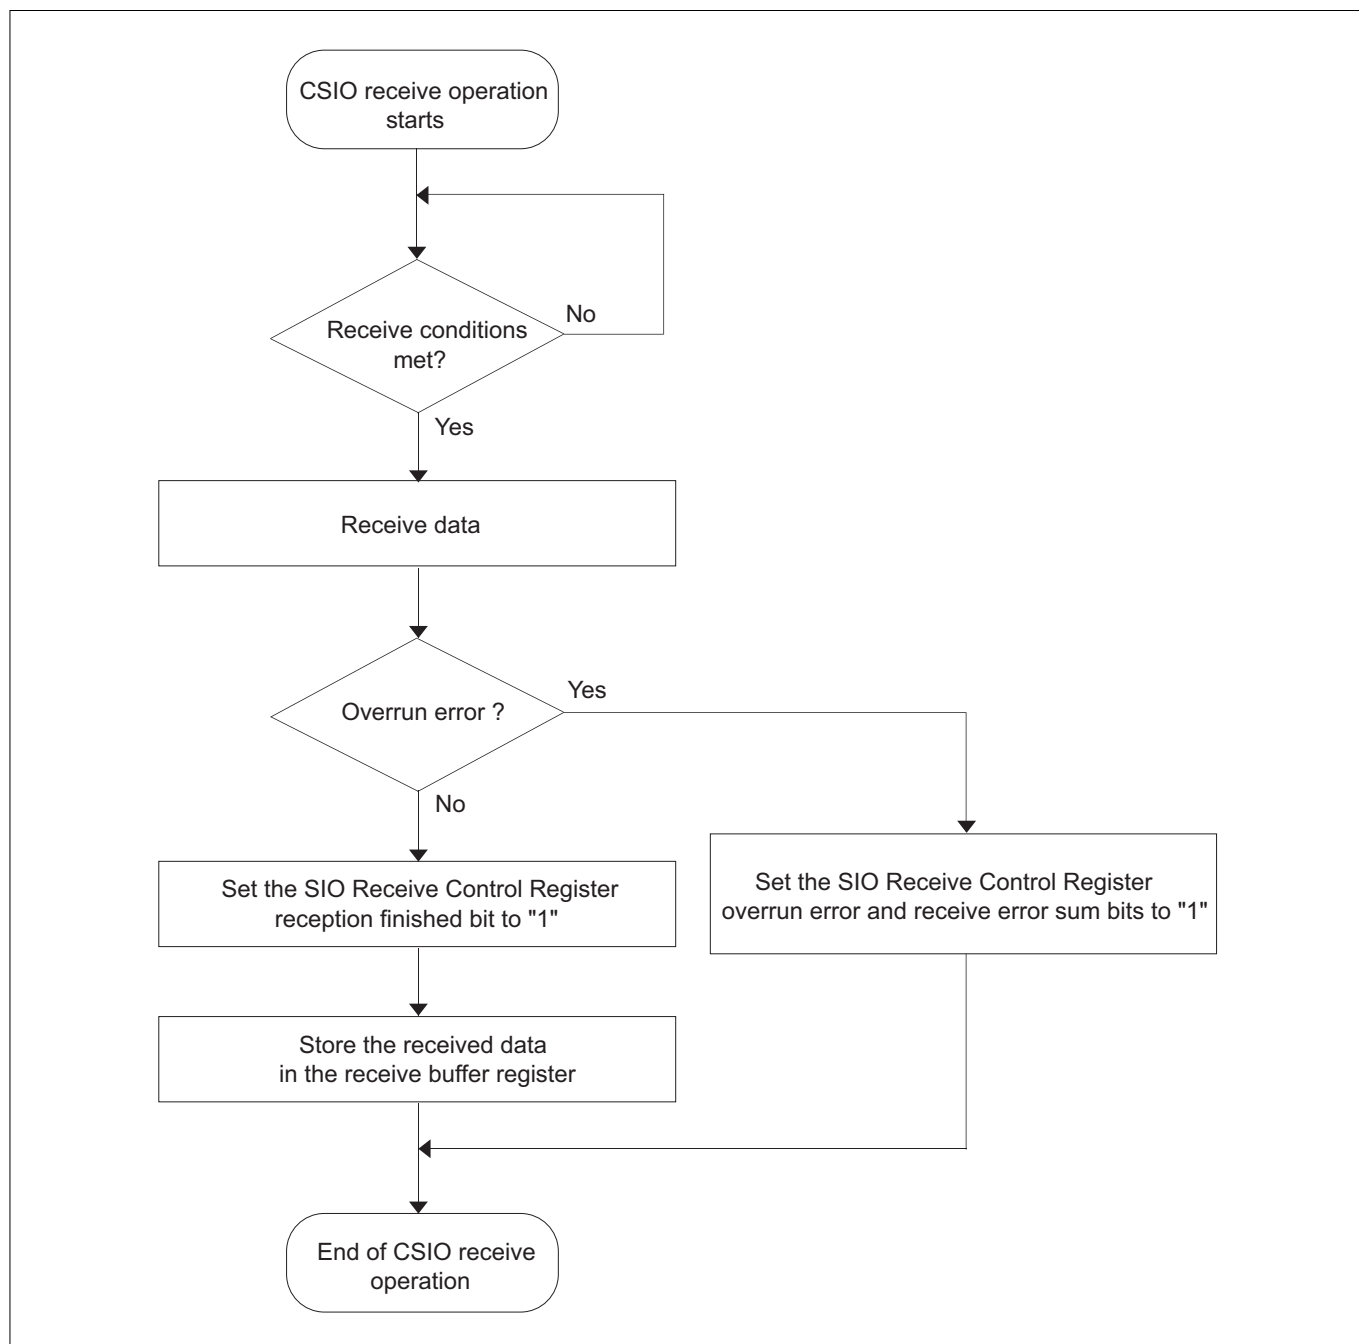 CSIO receive operation
starts
Receive conditions
met?
No
Yes
Receive data
Overrun error ?
Yes
No
Set the SIO Receive Control Register
reception finished bit to "1"
Set the SIO Receive Control Register
overrun error and receive error sum bits to "1"
Store the received data
in the receive buffer register
End of CSIO receive
operation